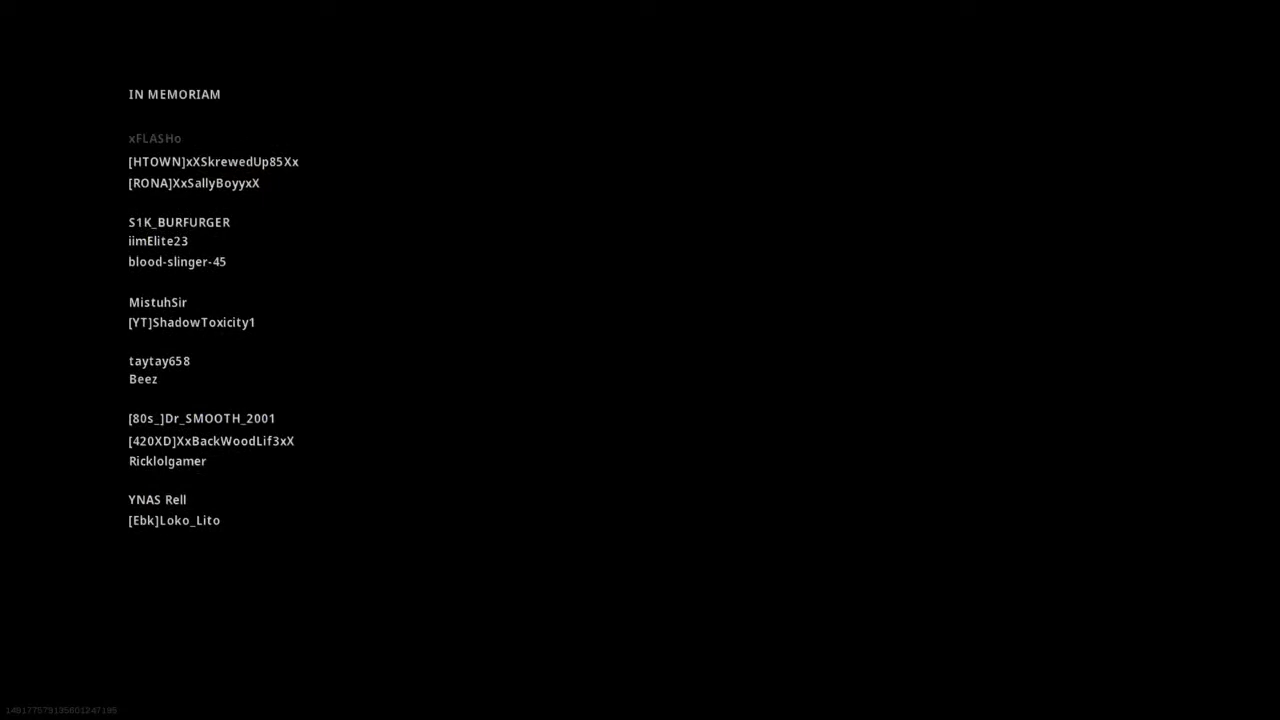 IN MEMORIAM
xFLASHo
[HTOWN]xXSkrewedUp85Xx
[RONA]XxSallyBoyyxX
S1K_BURFURGER
iimElite23
blood-slinger-45
MistuhSir
[YT]ShadowToxicity1
taytay658
Beez
[80s_]Dr_SMOOTH_2001
[420XD]XxBackWoodLif3xX
Ricklolgamer
YNAS Rell
[Ebk]Loko_Lito